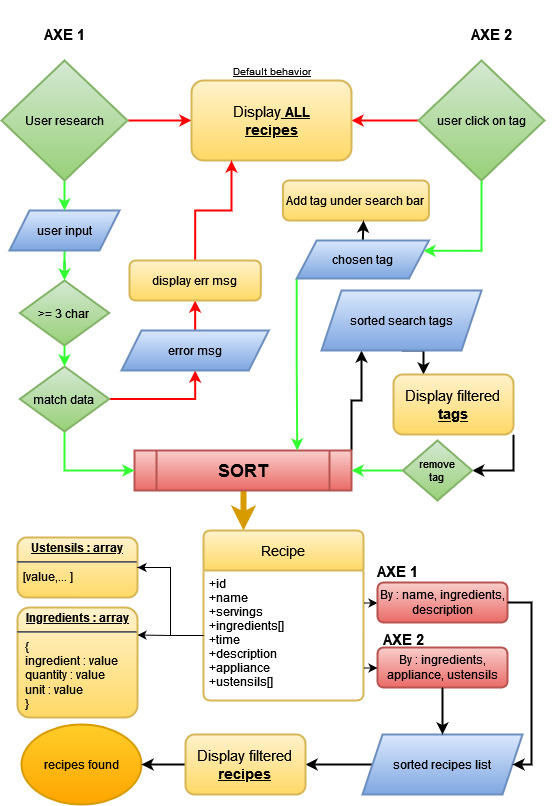 AXE 1
AXE 2
Default behavior
User research
Display ALL
recipes
user click on tag
Add tag under search bar
user input
chosen tag
display err msg
>= 3 char
sorted search tags
error msg
match data
Display filtered
tags
SORT
remove
tag
Recipe
+id
+name
+servings
+ingredients[]
+time
+description
+appliance
+ustensils[]
Ustensils : array
[value,... ]
Ingredients : array
{
ingredient : value
quantity : value
unit : value
}
AXE 1
By : name, ingredients,
description
AXE 2
By : ingredients,
appliance, ustensils
recipes found
Display filtered
recipes
sorted recipes list